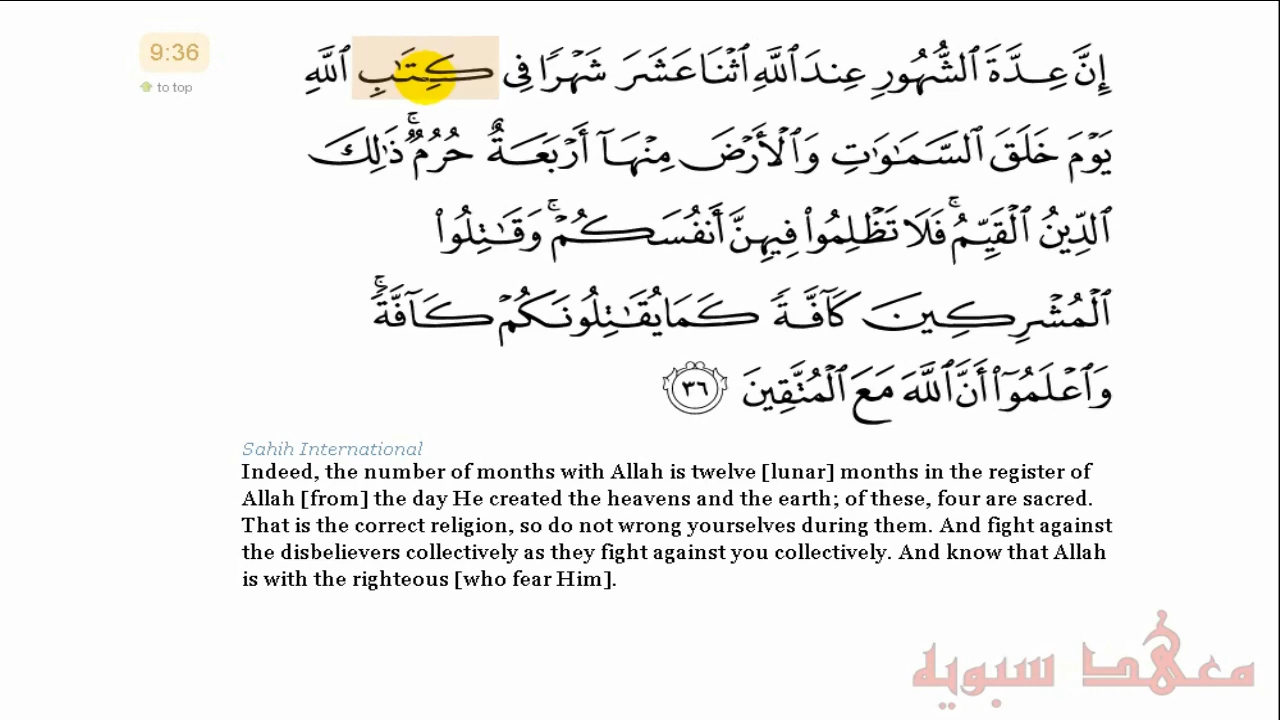 9:36
to top
إِنَّ عِدَّةَ ٱلشُّهُورِ عِندَ ٱللَّهِ ٱثْنَا عَشَرَ شَهْرًا فِى كِتَـٰبِ ٱللَّهِ
يَوْمَ خَلَقَ ٱلسَّمَـٰوَٰتِ وَٱلْأَرْضَ مِنْهَآ أَرْبَعَةٌ حُرُمٌ ۚ ذَٰلِكَ
ٱلدِّينُ ٱلْقَيِّمُ ۚ فَلَا تَظْلِمُوا۟ فِيهِنَّ أَنفُسَكُمْ ۚ وَقَـٰتِلُوا۟
ٱلْمُشْرِكِينَ كَآفَّةً كَمَا يُقَـٰتِلُونَكُمْ كَآفَّةً ۚ
وَٱعْلَمُوٓا۟ أَنَّ ٱللَّهَ مَعَ ٱلْمُتَّقِينَ ٣٦
Sahih International
Indeed, the number of months with Allah is twelve [lunar] months in the register of
Allah [from] the day He created the heavens and the earth; of these, four are sacred.
That is the correct religion, so do not wrong yourselves during them. And fight against
the disbelievers collectively as they fight against you collectively. And know that Allah
is with the righteous [who fear Him].
معهد سبويه